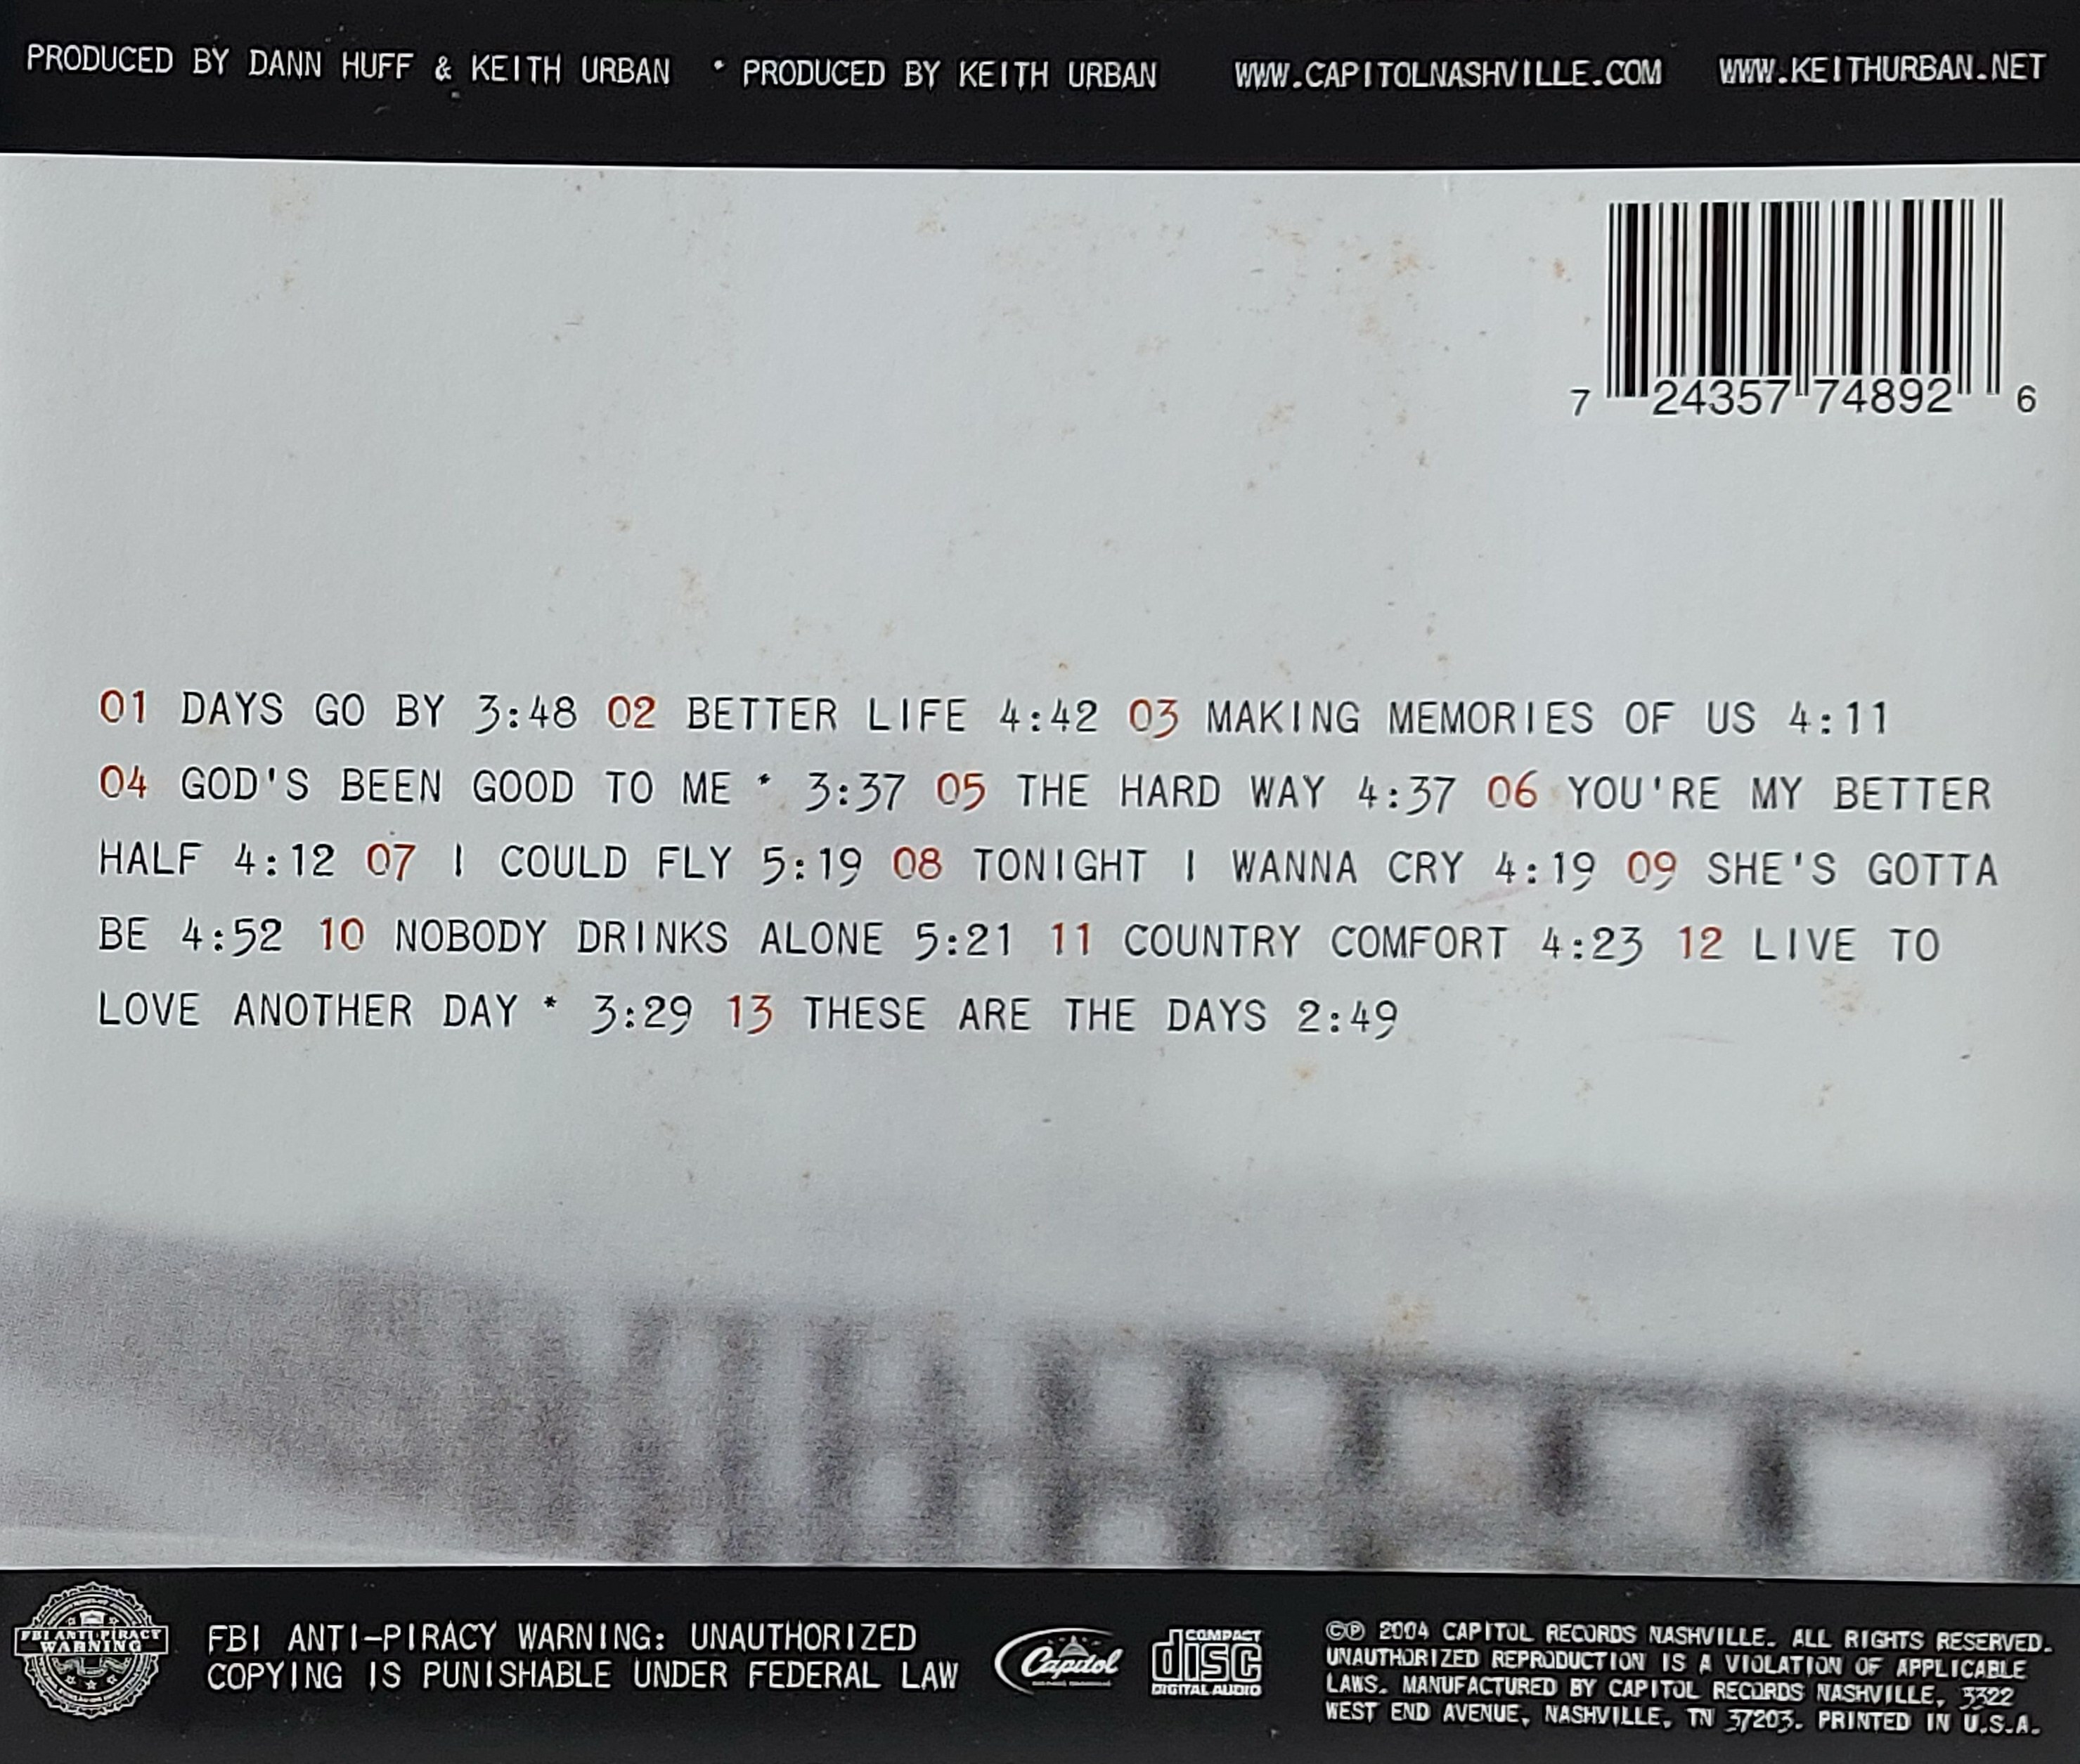 PRODUCED BY DANN HUFF & KEITH URBAN * PRODUCED BY KEITH URBAN WWW.CAPITOLNASHVILLE.COM WWW.KEITHURBAN.NET
7 24357 74892 6
01 DAYS GO BY 3:48 02 BETTER LIFE 4:42 03 MAKING MEMORIES OF US 4:11
04 GOD'S BEEN GOOD TO ME * 3:37 05 THE HARD WAY 4:37 06 YOU'RE MY BETTER
HALF 4:12 07 I COULD FLY 5:19 08 TONIGHT I WANNA CRY 4:19 09 SHE'S GOTTA
BE 4:52 10 NOBODY DRINKS ALONE 5:21 11 COUNTRY COMFORT 4:23 12 LIVE TO
LOVE ANOTHER DAY * 3:29 13 THESE ARE THE DAYS 2:49
FBI ANTI-PIRACY
WARNING
FBI ANTI-PIRACY WARNING: UNAUTHORIZED
COPYING IS PUNISHABLE UNDER FEDERAL LAW
Capitol
COMPACT
disc
DIGITAL AUDIO
©℗ 2004 CAPITOL RECORDS NASHVILLE. ALL RIGHTS RESERVED.
UNAUTHORIZED REPRODUCTION IS A VIOLATION OF APPLICABLE
LAWS. MANUFACTURED BY CAPITOL RECORDS NASHVILLE, 3322
WEST END AVENUE, NASHVILLE, TN 37203. PRINTED IN U.S.A.